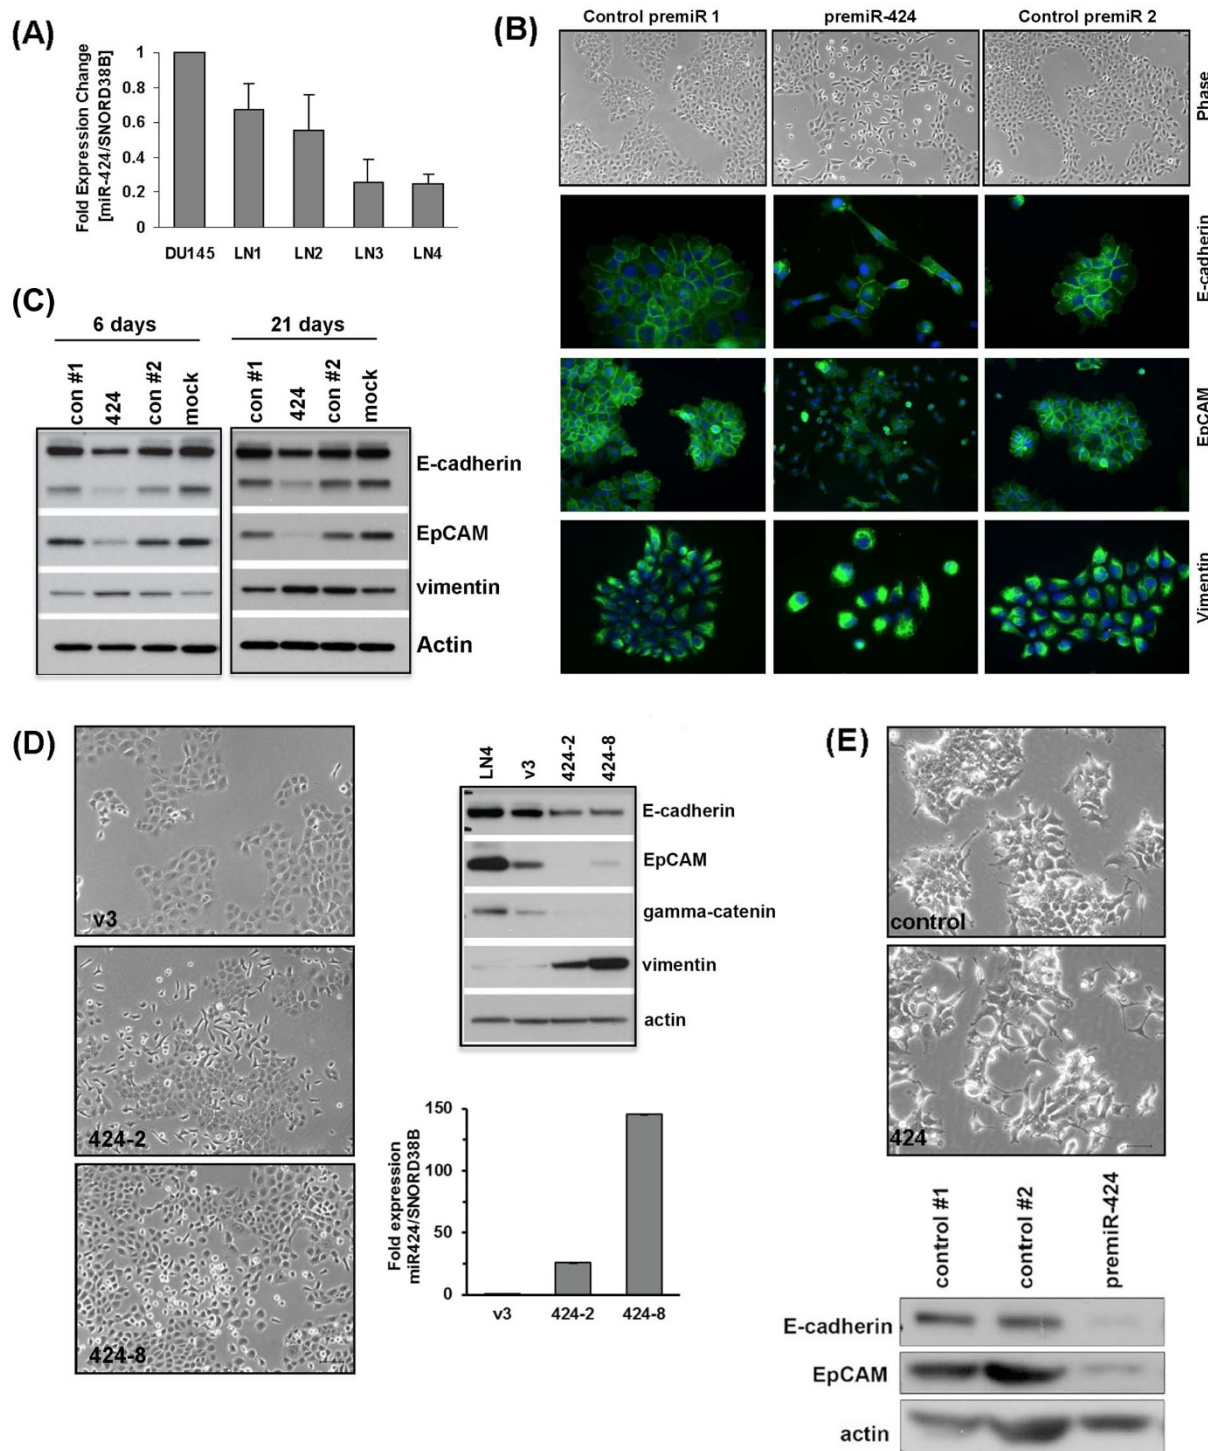 (A)
Fold Expression Change
[miR-424/SNORD38B]
1
0.8
0.6
0.4
0.2
0
DU145 LN1 LN2 LN3 LN4
(B)
Control premiR 1 premiR-424 Control premiR 2
Phase
E-cadherin
EpCAM
Vimentin
(C)
6 days 21 days
con #1 424 con #2 mock con #1 424 con #2 mock
E-cadherin
EpCAM
vimentin
Actin
(D)
v3
424-2
424-8
LN4 v3 424-2 424-8
E-cadherin
EpCAM
gamma-catenin
vimentin
actin
Fold expression
miR424/SNORD38B
150
100
50
25
0
v3 424-2 424-8
(E)
control
424
control #1 control #2 premiR-424
E-cadherin
EpCAM
actin